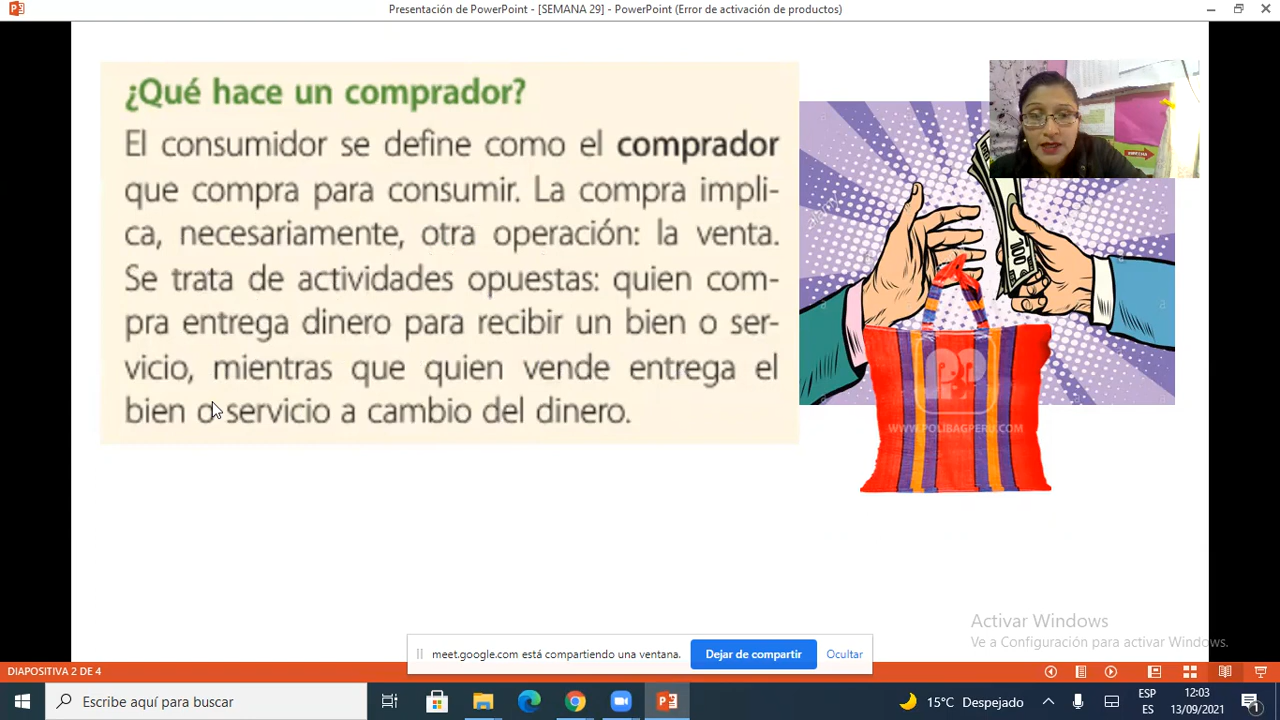 Presentación de PowerPoint - [SEMANA 29] - PowerPoint (Error de activación de productos)
¿Qué hace un comprador?
El consumidor se define como el comprador
que compra para consumir. La compra impli-
ca, necesariamente, otra operación: la venta.
Se trata de actividades opuestas: quien com-
pra entrega dinero para recibir un bien o ser-
vicio, mientras que quien vende entrega el
bien o servicio a cambio del dinero.
100
WWW.POLIBAGPERU.COM
Activar Windows
Ve a Configuración para activar Windows.
meet.google.com está compartiendo una ventana.
Dejar de compartir
Ocultar
DIAPOSITIVA 2 DE 4
Escribe aquí para buscar
15°C Despejado
ESP
ES
12:03
13/09/2021
1